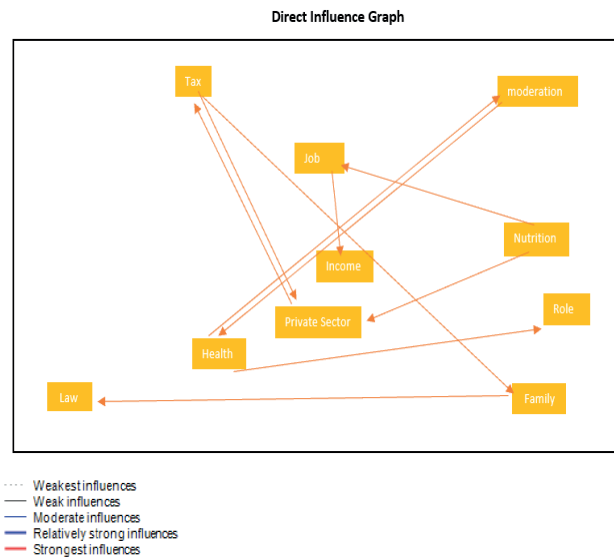 Direct Influence Graph
Tax
moderation
Job
Nutrition
Income
Role
Private Sector
Health
Law
Family
Weakest influences
Weak influences
Moderate influences
Relatively strong influences
Strongest influences